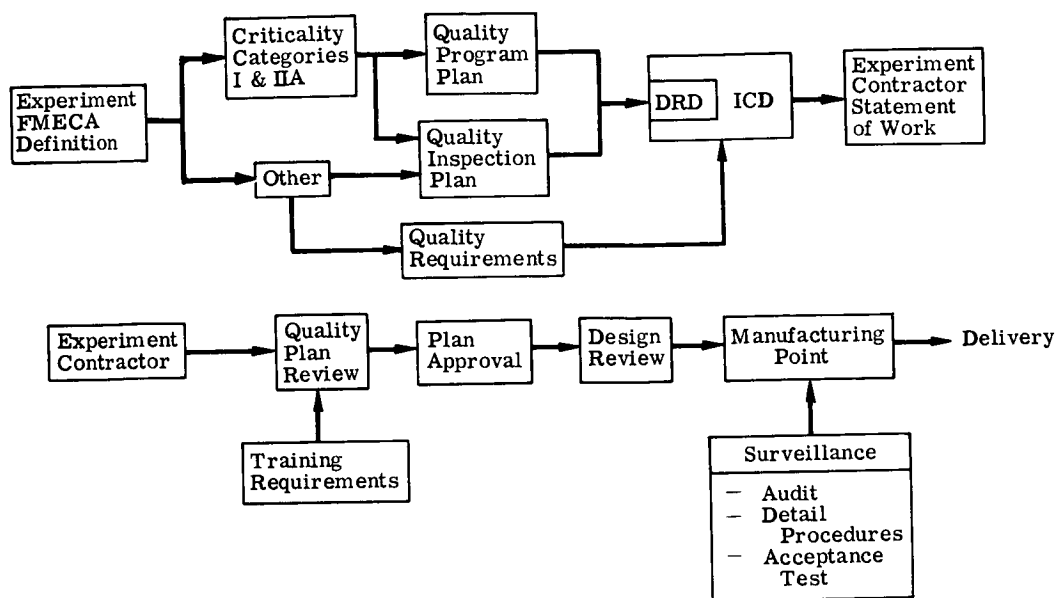 Experiment
FMECA
Definition
Criticality
Categories
I & IIA
Other
Quality
Program
Plan
Quality
Inspection
Plan
Quality
Requirements
DRD
ICD
Experiment
Contractor
Statement
of Work
Experiment
Contractor
Quality
Plan
Review
Training
Requirements
Plan
Approval
Design
Review
Manufacturing
Point
Delivery
Surveillance
– Audit
– Detail
Procedures
– Acceptance
Test